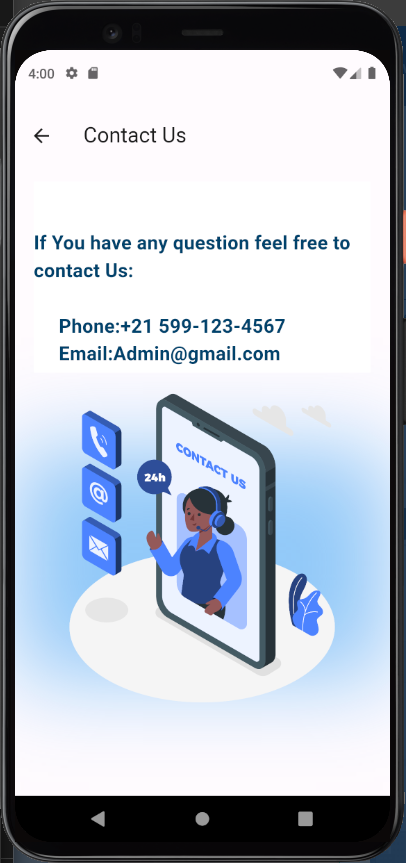 4:00
Contact Us
If You have any question feel free to
contact Us:
Phone:+21 599-123-4567
Email:Admin@gmail.com
CONTACT US
24h
@